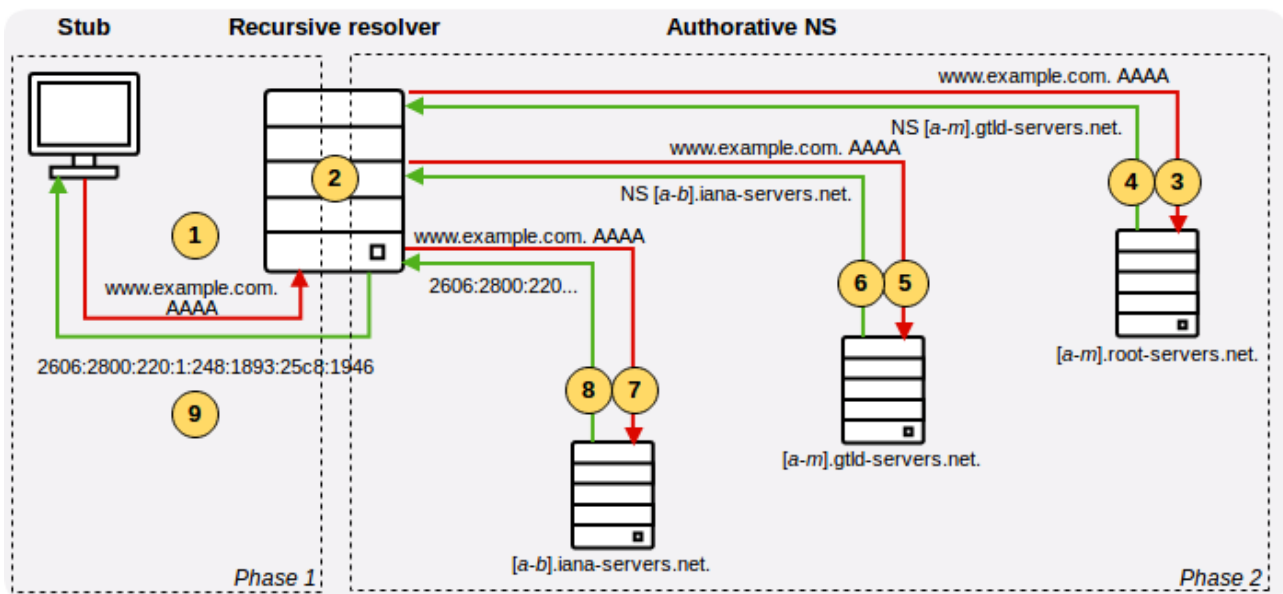 Stub
Recursive resolver
Authorative NS
www.example.com. AAAA
NS [a-m].gtld-servers.net.
www.example.com. AAAA
4
3
2
NS [a-b].iana-servers.net.
1
www.example.com. AAAA
www.example.com.
AAAA
2606:2800:220...
6
5
[a-m].root-servers.net.
2606:2800:220:1:248:1893:25c8:1946
8
7
9
[a-m].gtld-servers.net.
[a-b].iana-servers.net.
Phase 1
Phase 2